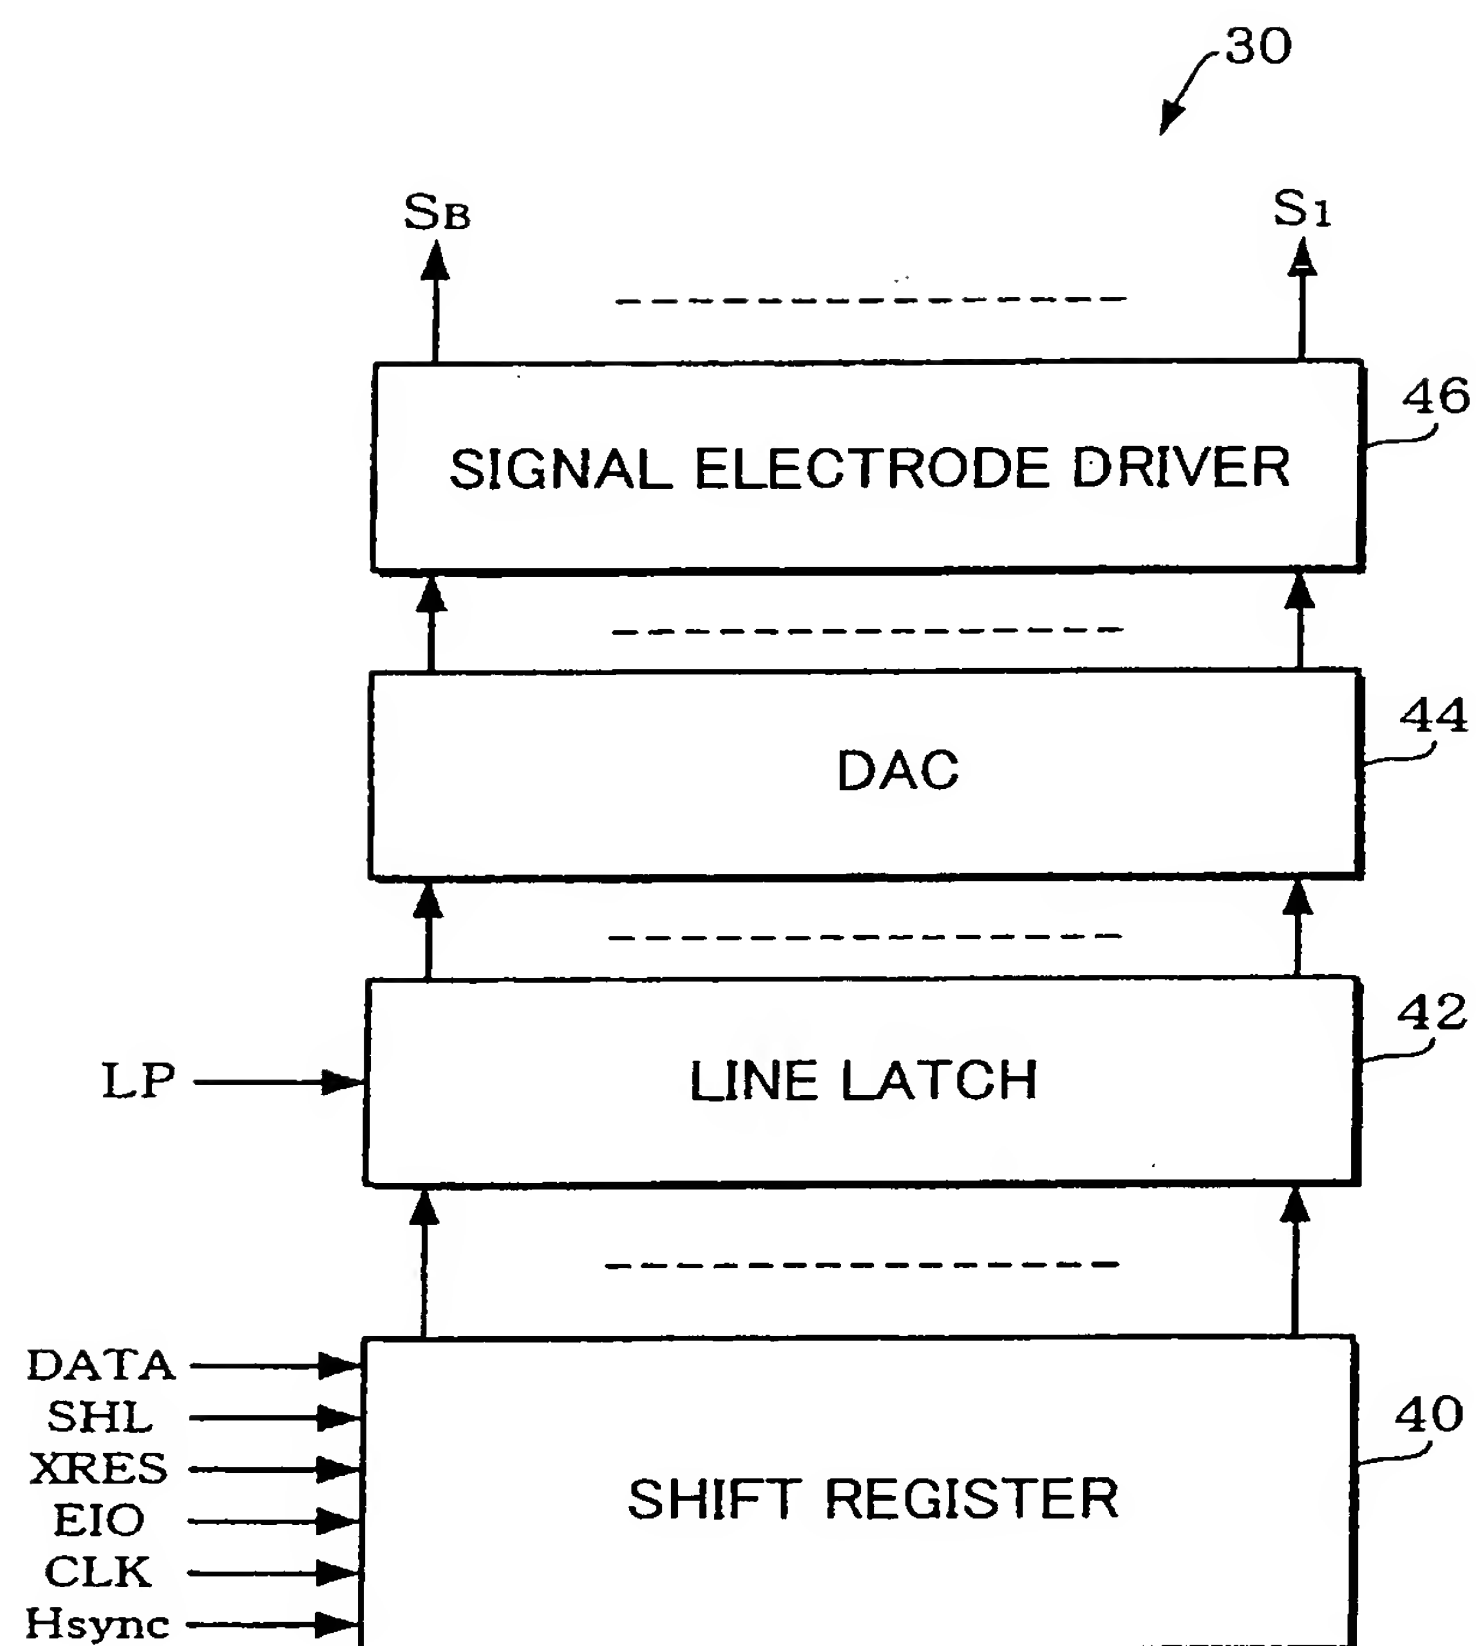 30
SB S1
46
SIGNAL ELECTRODE DRIVER
44
DAC
42
LP
LINE LATCH
DATA
SHL
40
XRES
SHIFT REGISTER
EIO
CLK
Hsync